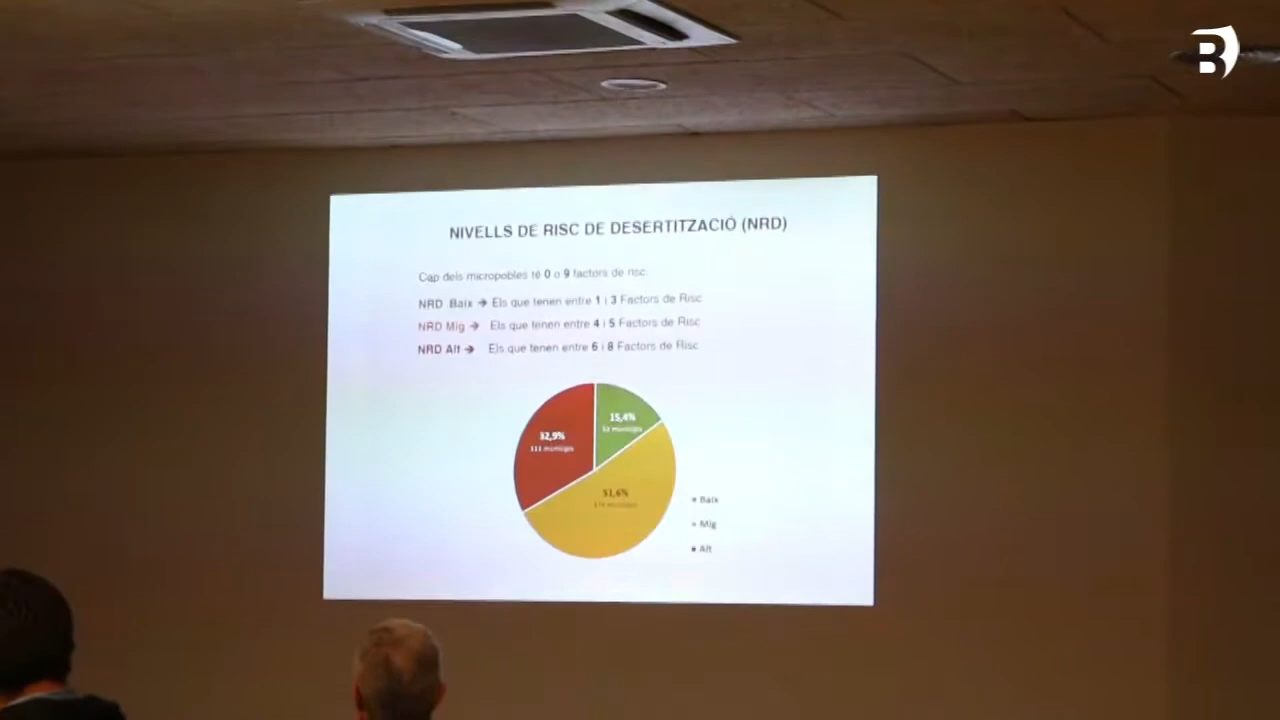 B
NIVELLS DE RISC DE DESERTITZACIÓ (NRD)
Cap dels micropobles té 0 o 9 factors de risc.
NRD Baix → Els que tenen entre 1 i 3 Factors de Risc
NRD Mig → Els que tenen entre 4 i 5 Factors de Risc
NRD Alt → Els que tenen entre 6 i 8 Factors de Risc
15,4%
52 municipis
32,9%
111 municipis
51,6%
municipis
Baix
Mig
Alt